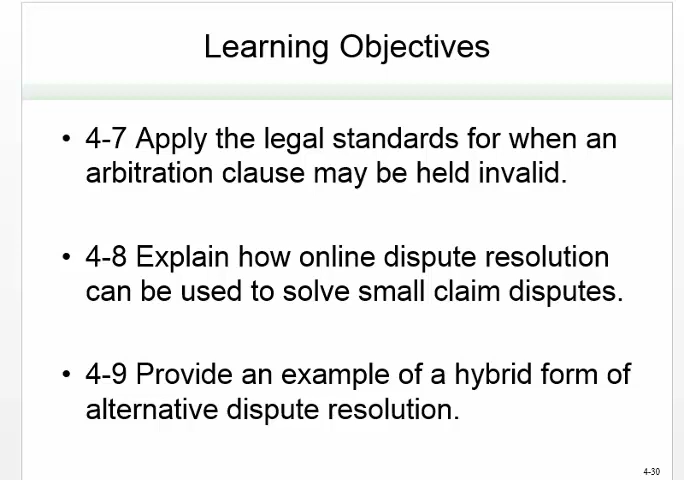 Learning Objectives
• 4-7 Apply the legal standards for when an
arbitration clause may be held invalid.
• 4-8 Explain how online dispute resolution
can be used to solve small claim disputes.
• 4-9 Provide an example of a hybrid form of
alternative dispute resolution.
4-30